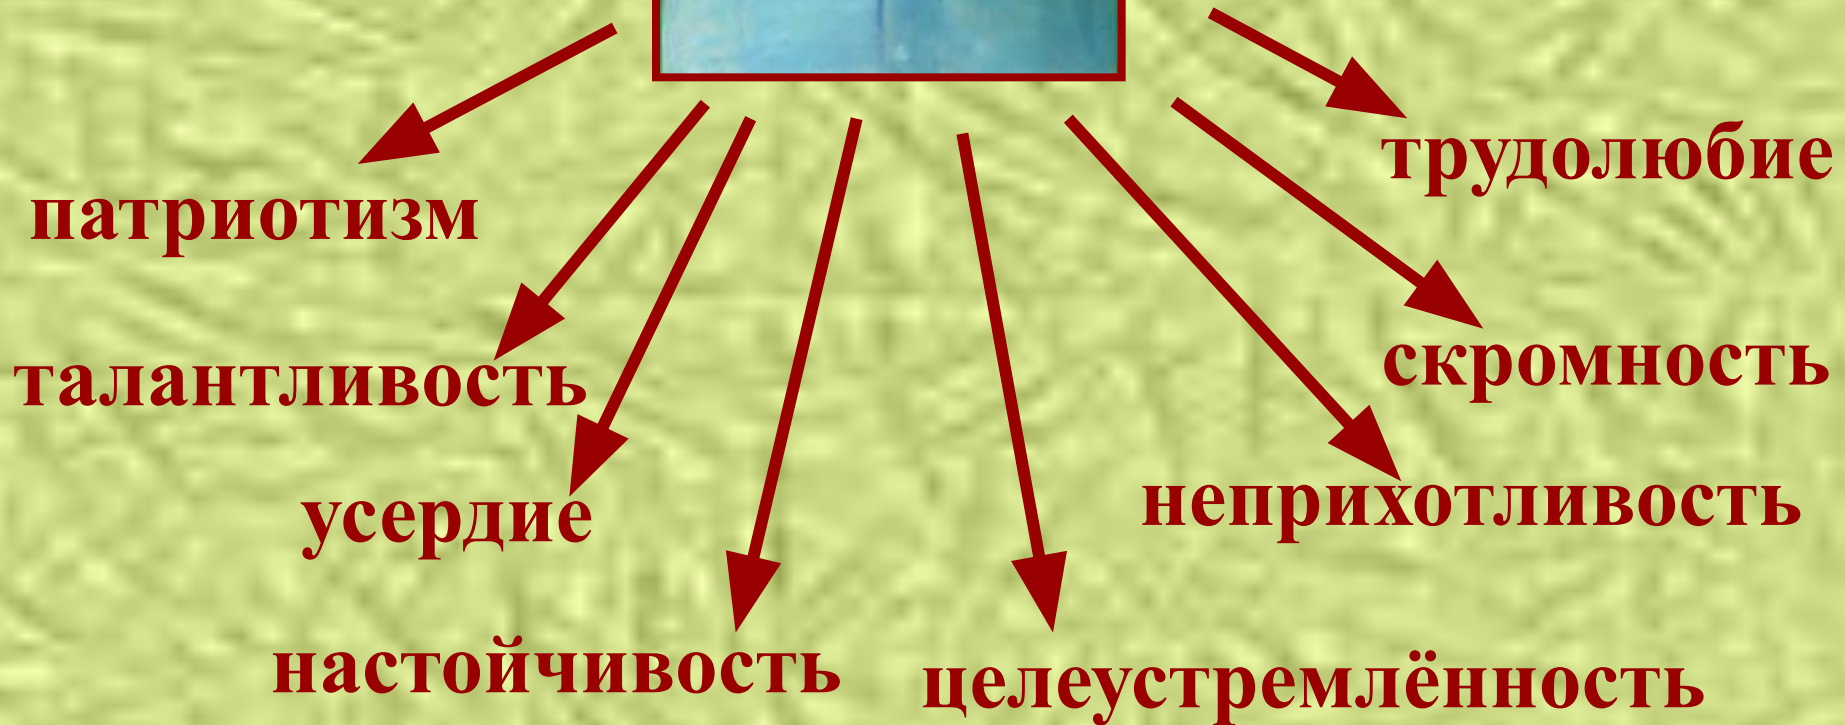 трудолюбие
патриотизм
скромность
талантливость
неприхотливость
усердие
настойчивость
целеустремлённость